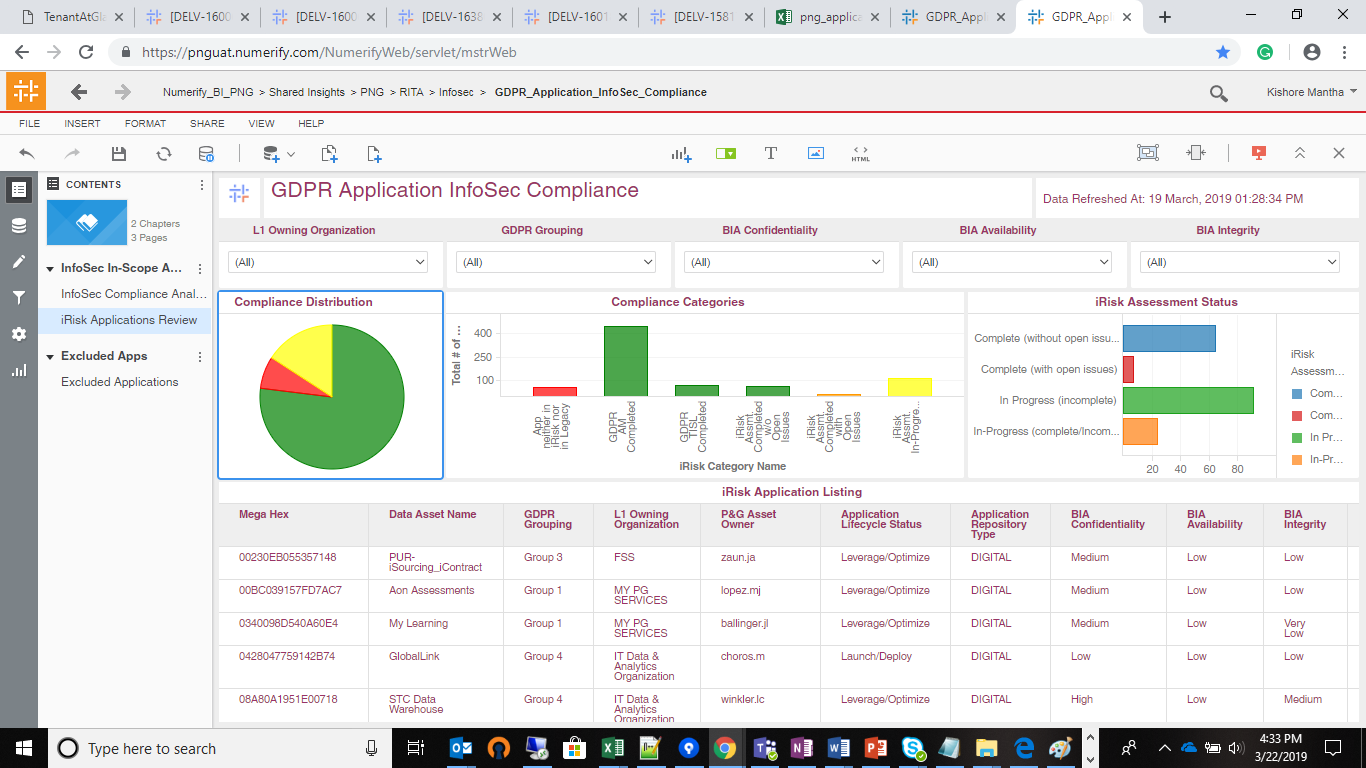 TenantAtGla
[DELV-1600
[DELV-1600
[DELV-1638
[DELV-1601
[DELV-1581
png_applica
GDPR_Appl
GDPR_Appl
https://pnguat.numerify.com/NumerifyWeb/servlet/mstrWeb
Numerify_BI_PNG > Shared Insights > PNG > RITA > Infosec > GDPR_Application_InfoSec_Compliance
Kishore Mantha
FILE INSERT FORMAT SHARE VIEW HELP
HTML
CONTENTS
2 Chapters
3 Pages
InfoSec In-Scope A...
InfoSec Compliance Anal...
iRisk Applications Review
Excluded Apps
Excluded Applications
GDPR Application InfoSec Compliance
Data Refreshed At: 19 March, 2019 01:28:34 PM
L1 Owning Organization
GDPR Grouping
BIA Confidentiality
BIA Availability
BIA Integrity
(All)
(All)
(All)
(All)
(All)
Compliance Distribution
Compliance Categories
Total # of ...
400
250
100
App
neither in
iRisk nor
in Legacy
GDPR
AM
Completed
GDPR
TISL
Completed
iRisk
Assmt.
Completed
w/o
Open
Issues
iRisk
Assmt.
Completed
with
Open
Issues
iRisk
Assmt.
In-Progre...
iRisk Category Name
iRisk Assessment Status
Complete (without open issu...
Complete (with open issues)
In Progress (incomplete)
In-Progress (complete/Incom...
20 40 60 80
iRisk
Assessm...
Com...
Com...
In Pr...
In-Pr...
iRisk Application Listing
Mega Hex
Data Asset Name
GDPR
Grouping
L1 Owning
Organization
P&G Asset
Owner
Application
Lifecycle Status
Application
Repository
Type
BIA
Confidentiality
BIA
Availability
BIA
Integrity
00230EB055357148
PUR-
iSourcing_iContract
Group 3
FSS
zaun.ja
Leverage/Optimize
DIGITAL
Medium
Low
Low
00BC039157FD7AC7
Aon Assessments
Group 1
MY PG
SERVICES
lopez.mj
Leverage/Optimize
DIGITAL
Medium
Low
Low
0340098D540A60E4
My Learning
Group 1
MY PG
SERVICES
ballinger.jl
Leverage/Optimize
DIGITAL
Medium
Low
Very
Low
0428047759142B74
GlobalLink
Group 4
IT Data &
Analytics
Organization
choros.m
Launch/Deploy
DIGITAL
Low
Low
Low
08A80A1951E00718
STC Data
Warehouse
Group 4
IT Data &
Analytics
Organization
winkler.lc
Leverage/Optimize
DIGITAL
High
Low
Medium
Type here to search
4:33 PM
3/22/2019